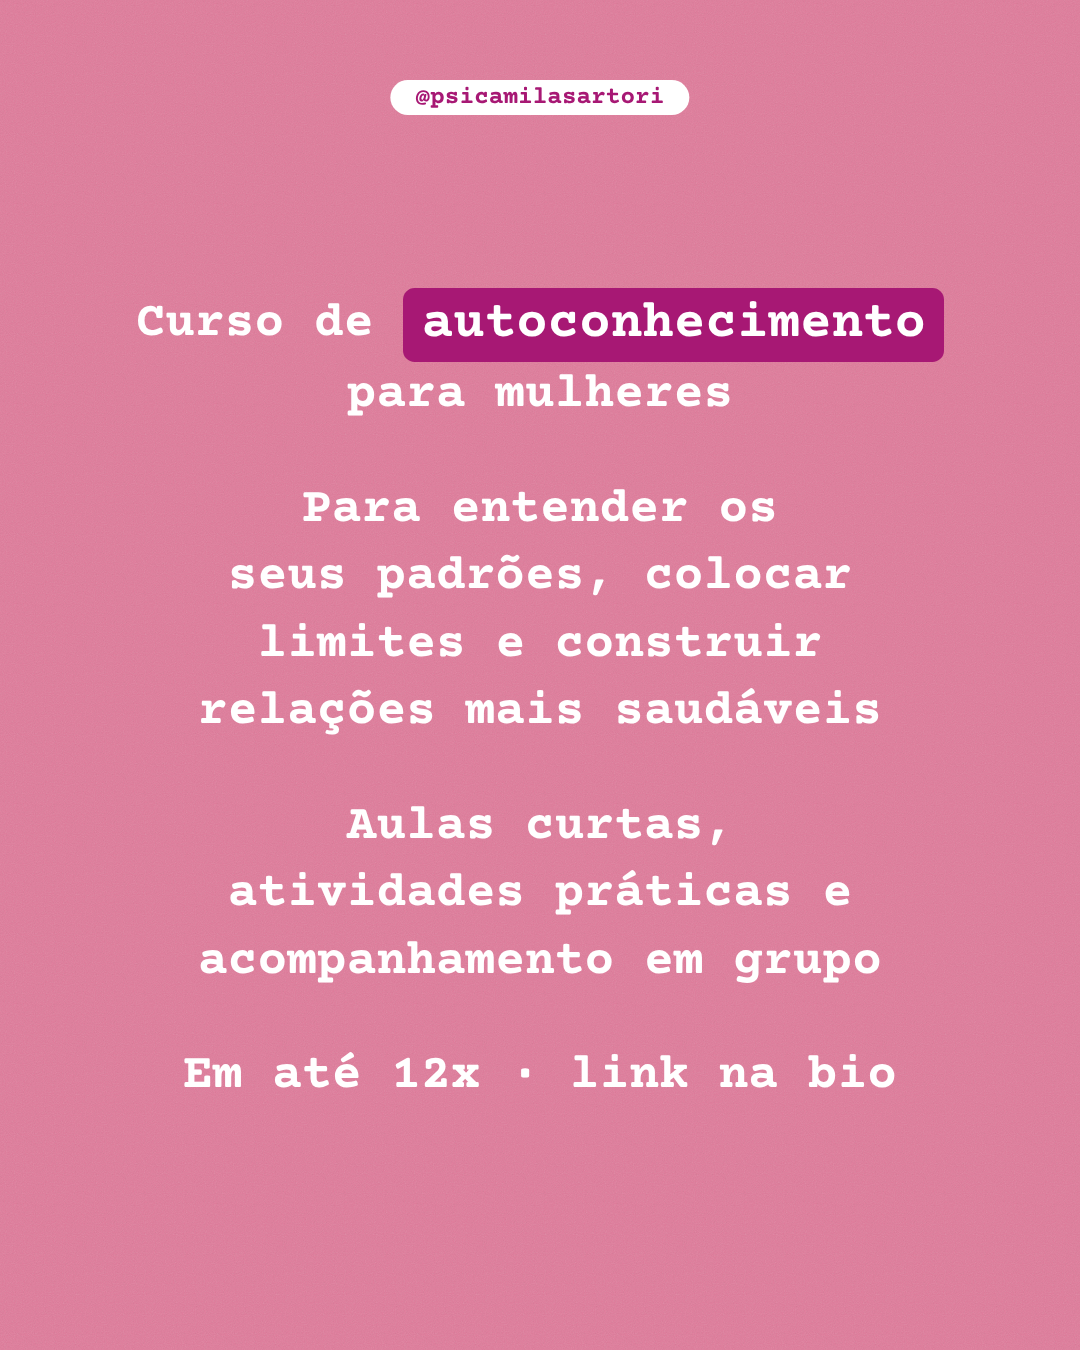 @psicamilasartori
Curso de autoconhecimento
para mulheres
Para entender os
seus padrões, colocar
limites e construir
relações mais saudáveis
Aulas curtas,
atividades práticas e
acompanhamento em grupo
Em até 12x · link na bio